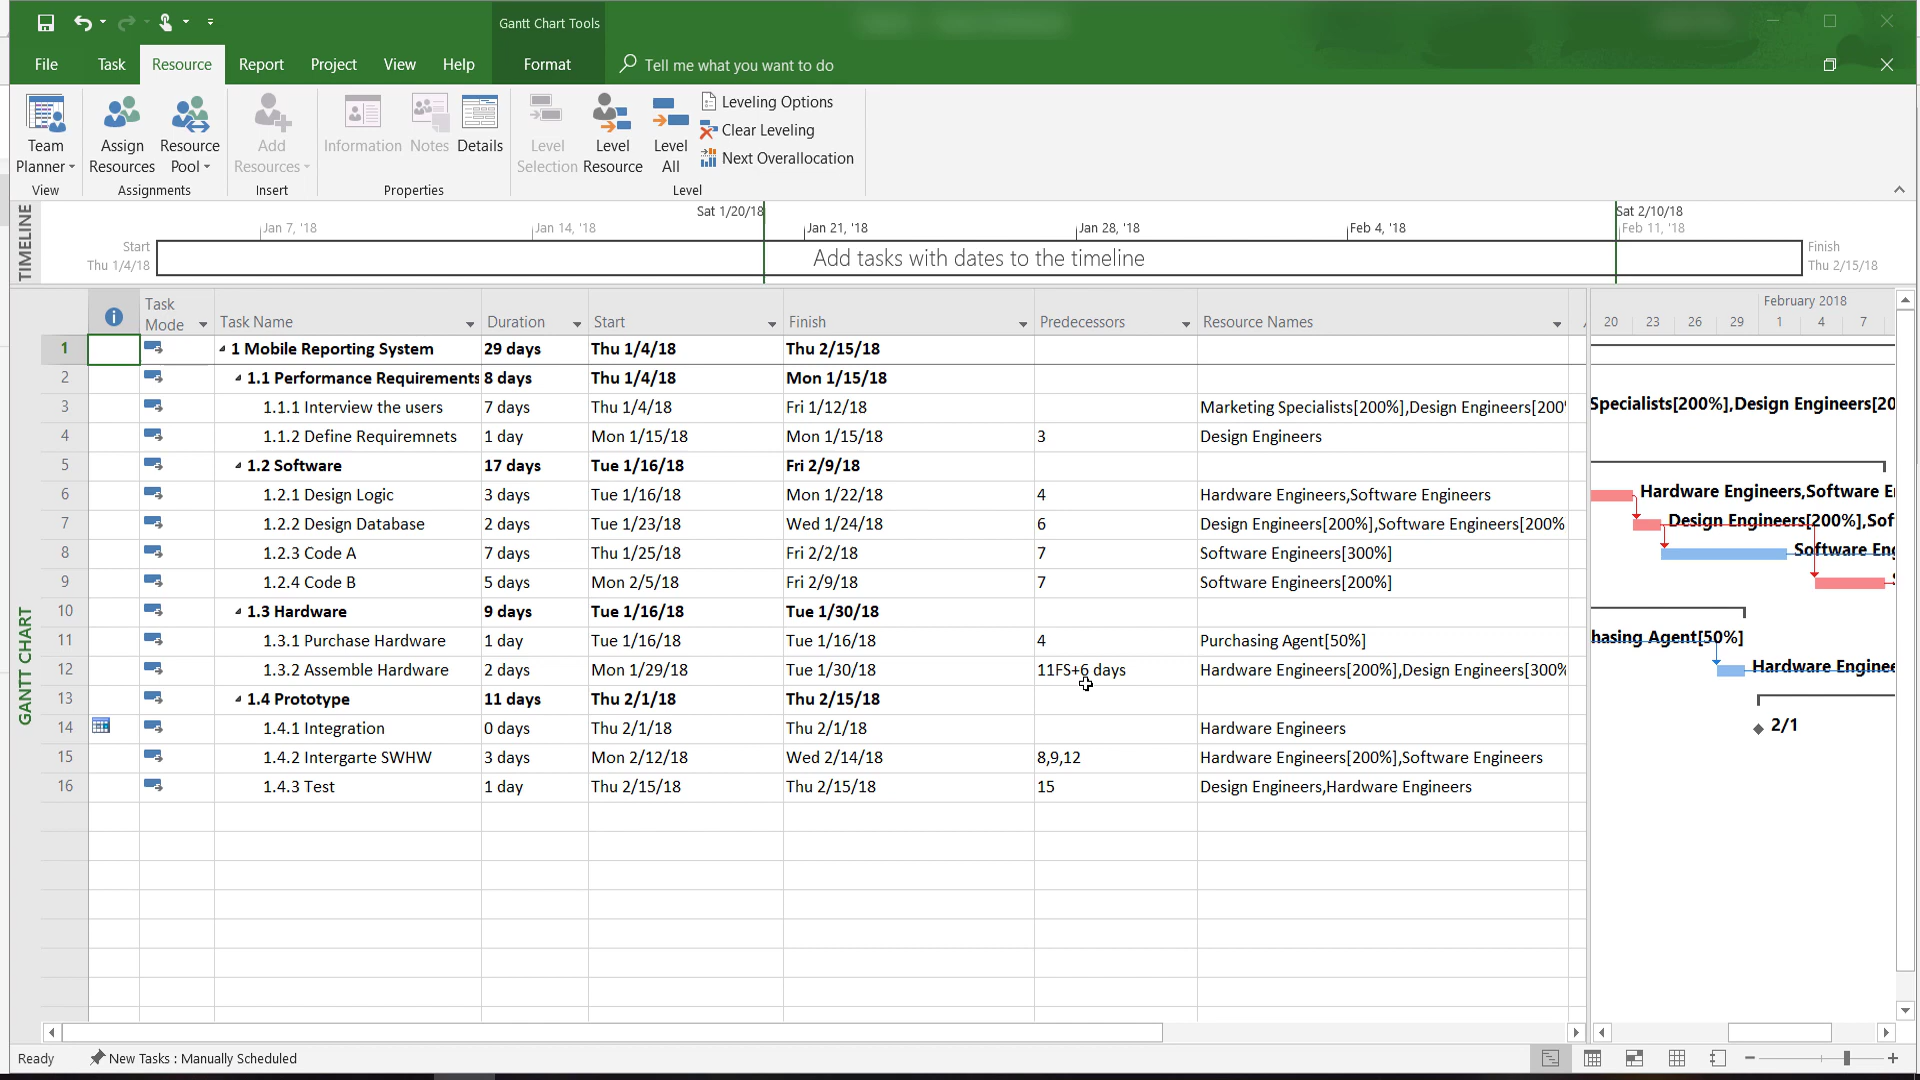 Gantt Chart Tools
File Task Resource Report Project View Help Format Tell me what you want to do
Team Planner
Assign Resources
Resource Pool
Add Resources
Information
Notes
Details
Level Selection
Level Resource
Level All
Leveling Options
Clear Leveling
Next Overallocation
View Assignments Insert Properties Level
TIMELINE
Sat 1/20/18 Sat 2/10/18
Jan 7, '18 Jan 14, '18 Jan 21, '18 Jan 28, '18 Feb 4, '18 Feb 11, '18
Start
Thu 1/4/18
Add tasks with dates to the timeline
Finish
Thu 2/15/18
GANTT CHART
Task Mode Task Name Duration Start Finish Predecessors Resource Names
February 2018
20 23 26 29 1 4 7
1 1 Mobile Reporting System 29 days Thu 1/4/18 Thu 2/15/18
2 1.1 Performance Requirements 8 days Thu 1/4/18 Mon 1/15/18
3 1.1.1 Interview the users 7 days Thu 1/4/18 Fri 1/12/18 Marketing Specialists[200%],Design Engineers[200' Specialists[200%],Design Engineers[20
4 1.1.2 Define Requiremnets 1 day Mon 1/15/18 Mon 1/15/18 3 Design Engineers
5 1.2 Software 17 days Tue 1/16/18 Fri 2/9/18
6 1.2.1 Design Logic 3 days Tue 1/16/18 Mon 1/22/18 4 Hardware Engineers,Software Engineers Hardware Engineers,Software E
7 1.2.2 Design Database 2 days Tue 1/23/18 Wed 1/24/18 6 Design Engineers[200%],Software Engineers[200% Design Engineers[200%],Sof
8 1.2.3 Code A 7 days Thu 1/25/18 Fri 2/2/18 7 Software Engineers[300%] Software Eng
9 1.2.4 Code B 5 days Mon 2/5/18 Fri 2/9/18 7 Software Engineers[200%]
10 1.3 Hardware 9 days Tue 1/16/18 Tue 1/30/18
11 1.3.1 Purchase Hardware 1 day Tue 1/16/18 Tue 1/16/18 4 Purchasing Agent[50%] hasing Agent[50%]
12 1.3.2 Assemble Hardware 2 days Mon 1/29/18 Tue 1/30/18 11FS+6 days Hardware Engineers[200%],Design Engineers[300% Hardware Enginee
13 1.4 Prototype 11 days Thu 2/1/18 Thu 2/15/18
14 1.4.1 Integration 0 days Thu 2/1/18 Thu 2/1/18 Hardware Engineers 2/1
15 1.4.2 Intergarte SWHW 3 days Mon 2/12/18 Wed 2/14/18 8,9,12 Hardware Engineers[200%],Software Engineers
16 1.4.3 Test 1 day Thu 2/15/18 Thu 2/15/18 15 Design Engineers,Hardware Engineers
Ready New Tasks : Manually Scheduled